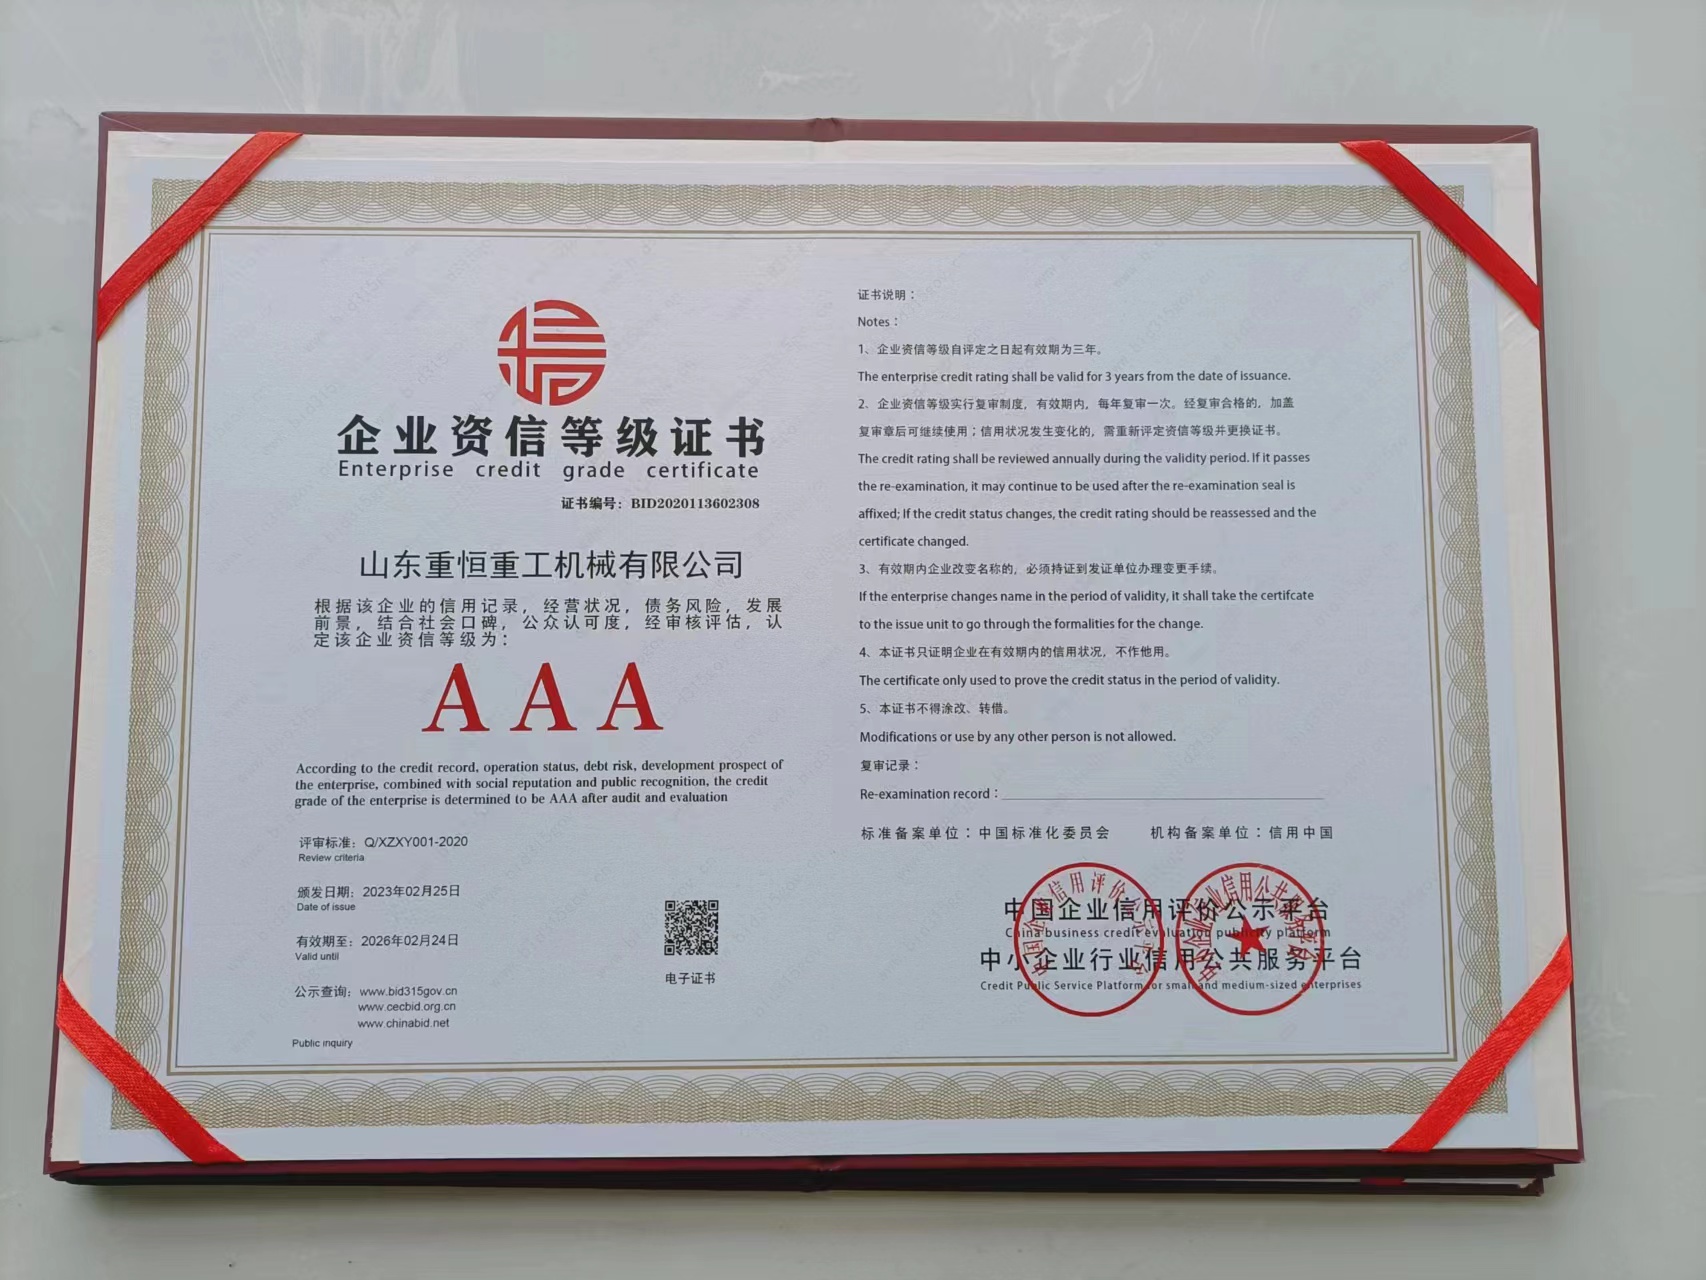 企业资信等级证书
Enterprise credit grade certificate
证书编号：BID2020113602308
山东重恒重工机械有限公司
根据该企业的信用记录，经营状况，债务风险，发展
前景，结合社会口碑，公众认可度，经审核评估，认
定该企业资信等级为：
AAA
According to the credit record, operation status, debt risk, development prospect of
the enterprise, combined with social reputation and public recognition, the credit
grade of the enterprise is determined to be AAA after audit and evaluation
评审标准：Q/XZXY001-2020
Review criteria
颁发日期：2023年02月25日
Date of issue
有效期至：2026年02月24日
Valid until
公示查询：www.bid315gov.cn
www.cecbid.org.cn
www.chinabid.net
Public inquiry
电子证书
证书说明：
Notes：
1、企业资信等级自评定之日起有效期为三年。
The enterprise credit rating shall be valid for 3 years from the date of issuance.
2、企业资信等级实行复审制度，有效期内，每年复审一次。经复审合格的，加盖
复审章后可继续使用；信用状况发生变化的，需重新评定资信等级并更换证书。
The credit rating shall be reviewed annually during the validity period. If it passes
the re-examination, it may continue to be used after the re-examination seal is
affixed; If the credit status changes, the credit rating should be reassessed and the
certificate changed.
3、有效期内企业改变名称的，必须持证到发证单位办理变更手续。
If the enterprise changes name in the period of validity, it shall take the certifcate
to the issue unit to go through the formalities for the change.
4、本证书只证明企业在有效期内的信用状况，不作他用。
The certificate only used to prove the credit status in the period of validity.
5、本证书不得涂改、转借。
Modifications or use by any other person is not allowed.
复审记录：
Re-examination record：
标准备案单位：中国标准化委员会 机构备案单位：信用中国
中国企业信用评价公示平台
China business credit evaluation publicity platform
中小企业行业信用公共服务平台
Credit Public Service Platform for small and medium-sized enterprises